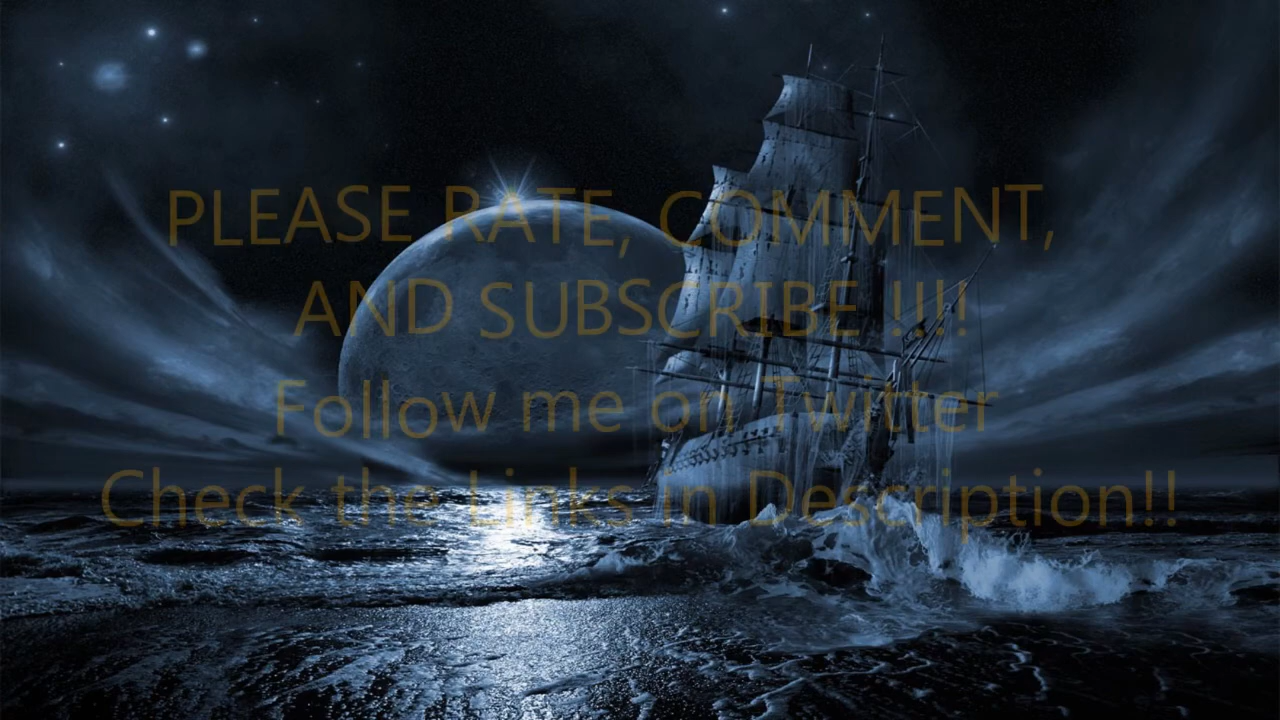 PLEASE RATE, COMMENT,
AND SUBSCRIBE !!!!
Follow me on Twitter
Check the Links in Description!!